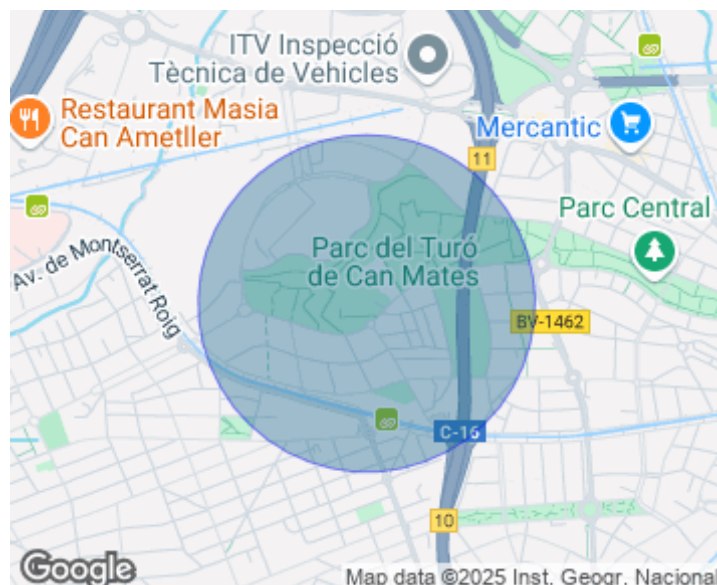 ITV Inspecció
Tècnica de Vehicles
Restaurant Masia
Can Ametller
Mercantic
11
Parc Central
Parc del Turó
de Can Mates
Av. de Montserrat Roig
BV-1462
C-16
10
Google
Map data ©2025 Inst. Geogr. Nacional